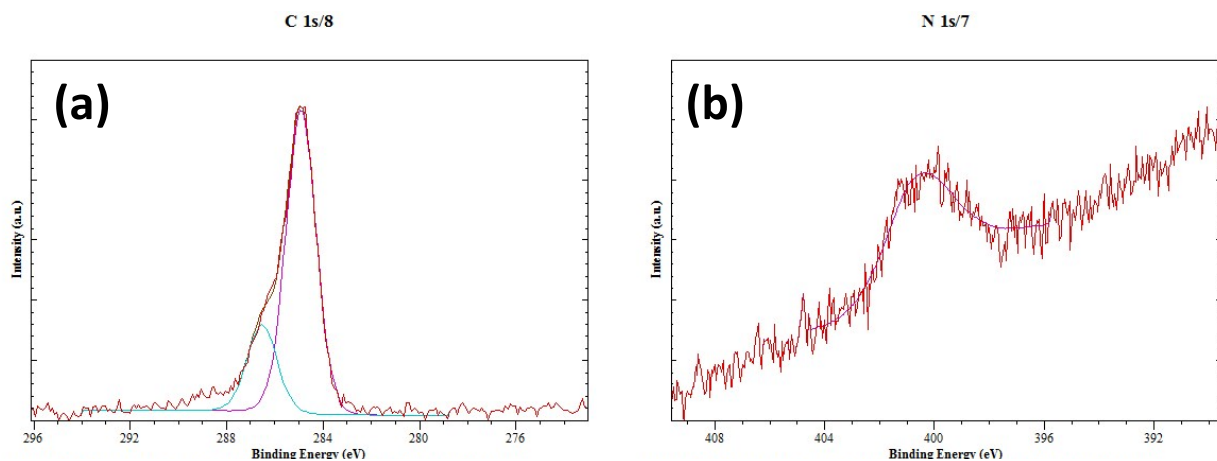 C 1s/8
(a)
Intensity (a.u.)
296 292 288 284 280 276
Binding Energy (eV)
N 1s/7
(b)
Intensity (a.u.)
408 404 400 396 392
Binding Energy (eV)